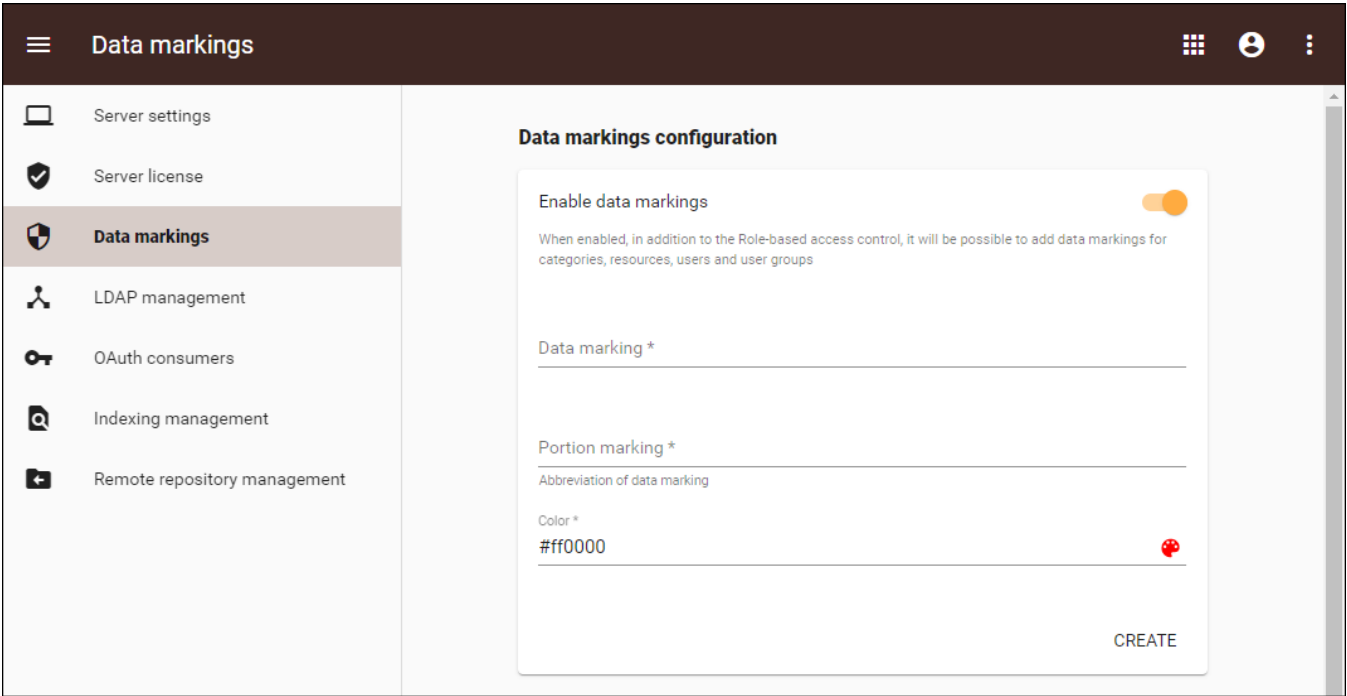 Data markings
Server settings
Server license
Data markings
LDAP management
OAuth consumers
Indexing management
Remote repository management
Data markings configuration
Enable data markings
When enabled, in addition to the Role-based access control, it will be possible to add data markings for
categories, resources, users and user groups
Data marking *
Portion marking *
Abbreviation of data marking
Color *
#ff0000
CREATE